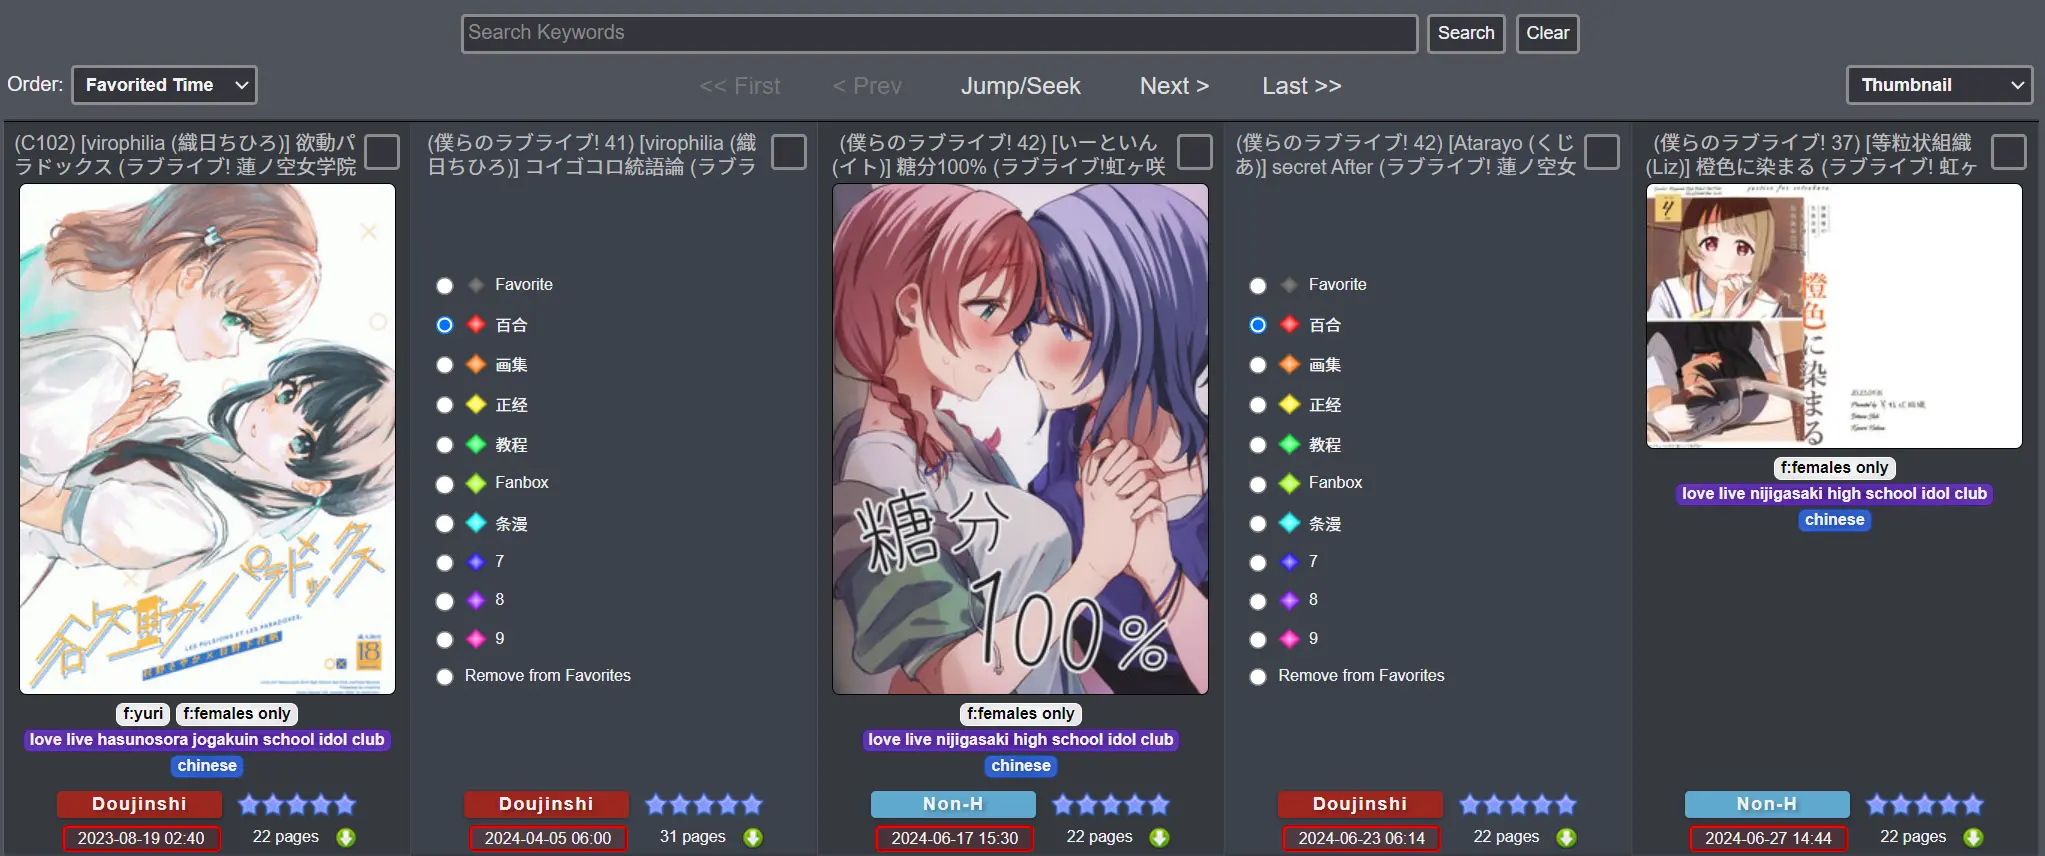 Search Keywords
Search
Clear
Order:
Favorited Time
<< First
< Prev
Jump/Seek
Next >
Last >>
Thumbnail
(C102) [virophilia (織日ちひろ)] 欲動パ
ラドックス (ラブライブ! 蓮ノ空女学院
欲動パラドックス
LES PULSIONS ET LES PARADOXES.
18
f:yuri
f:females only
love live hasunosora jogakuin school idol club
chinese
Doujinshi
2023-08-19 02:40
22 pages
(僕らのラブライブ! 41) [virophilia (織
日ちひろ)] コイゴコロ統語論 (ラブラ
Favorite
百合
画集
正经
教程
Fanbox
条漫
7
8
9
Remove from Favorites
Doujinshi
2024-04-05 06:00
31 pages
(僕らのラブライブ! 42) [いーといん
(イト)] 糖分100% (ラブライブ!虹ヶ咲
糖分
100%
f:females only
love live nijigasaki high school idol club
chinese
Non-H
2024-06-17 15:30
22 pages
(僕らのラブライブ! 42) [Atarayo (くじ
あ)] secret After (ラブライブ! 蓮ノ空女
Favorite
百合
画集
正经
教程
Fanbox
条漫
7
8
9
Remove from Favorites
Doujinshi
2024-06-23 06:14
22 pages
(僕らのラブライブ! 37) [等粒状組織
(Liz)] 橙色に染まる (ラブライブ! 虹ヶ
橙色に染まる
f:females only
love live nijigasaki high school idol club
chinese
Non-H
2024-06-27 14:44
22 pages